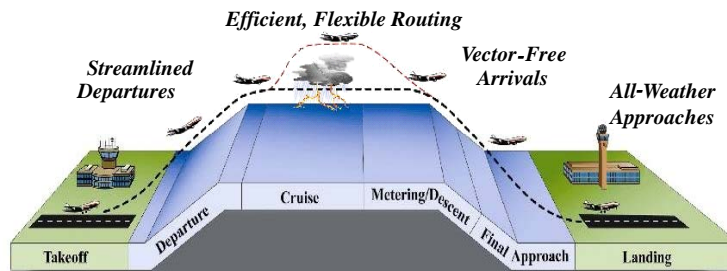 Efficient, Flexible Routing
Streamlined
Departures
Vector-Free
Arrivals
All-Weather
Approaches
Takeoff
Departure
Cruise
Metering/Descent
Final Approach
Landing